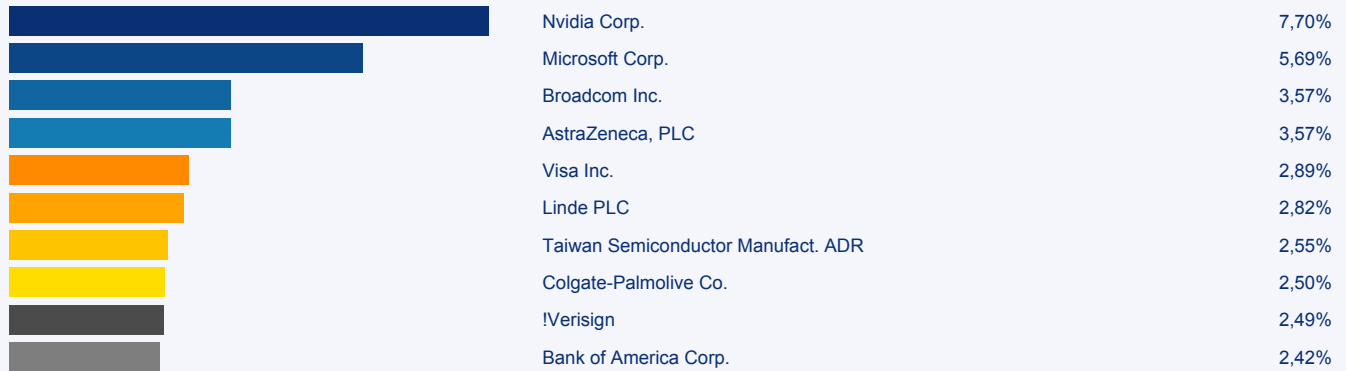 Nvidia Corp. 7,70%
Microsoft Corp. 5,69%
Broadcom Inc. 3,57%
AstraZeneca, PLC 3,57%
Visa Inc. 2,89%
Linde PLC 2,82%
Taiwan Semiconductor Manufact. ADR 2,55%
Colgate-Palmolive Co. 2,50%
!Verisign 2,49%
Bank of America Corp. 2,42%